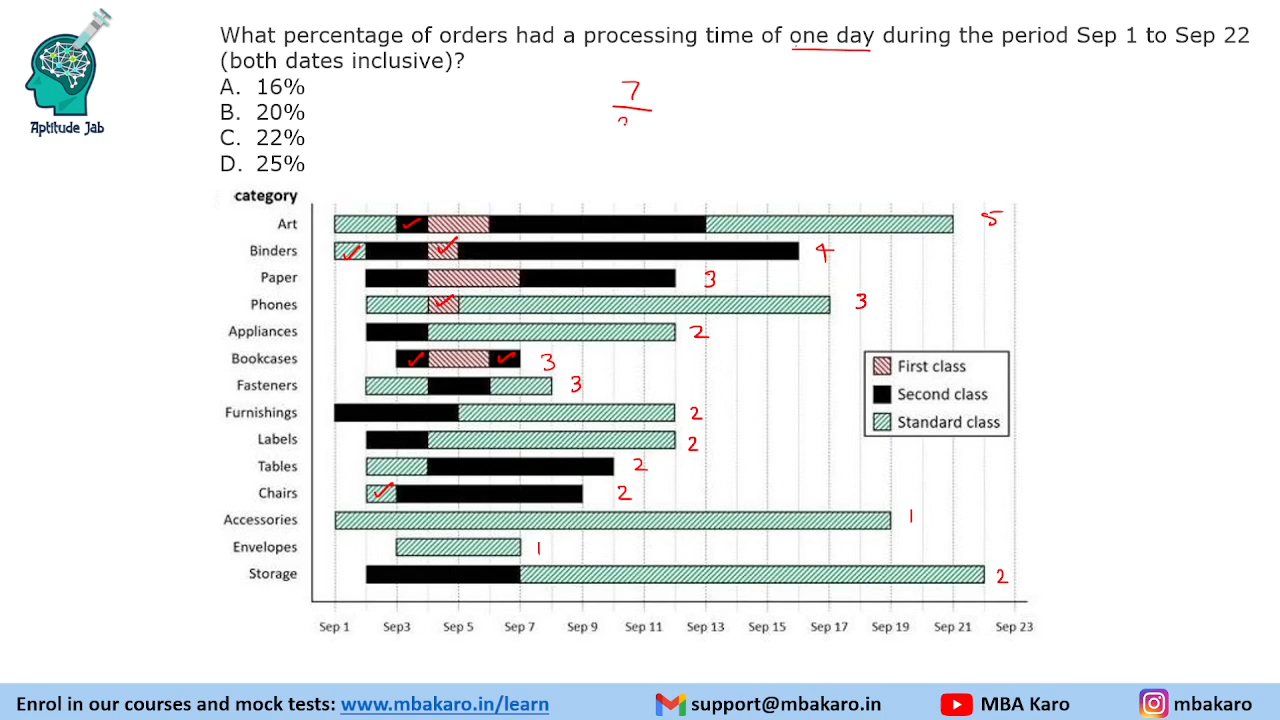 What percentage of orders had a processing time of one day during the period Sep 1 to Sep 22
(both dates inclusive)?
A. 16%
B. 20%
C. 22%
D. 25%
7
Aptitude Jab
category
Art 5
Binders 4
Paper 3
Phones 3
Appliances 2
Bookcases 3
Fasteners 3
Furnishings 2
Labels 2
Tables 2
Chairs 2
Accessories 1
Envelopes 1
Storage 2
First class
Second class
Standard class
Sep 1 Sep3 Sep 5 Sep 7 Sep 9 Sep 11 Sep 13 Sep 15 Sep 17 Sep 19 Sep 21 Sep 23
Enrol in our courses and mock tests: www.mbakaro.in/learn support@mbakaro.in MBA Karo mbakaro